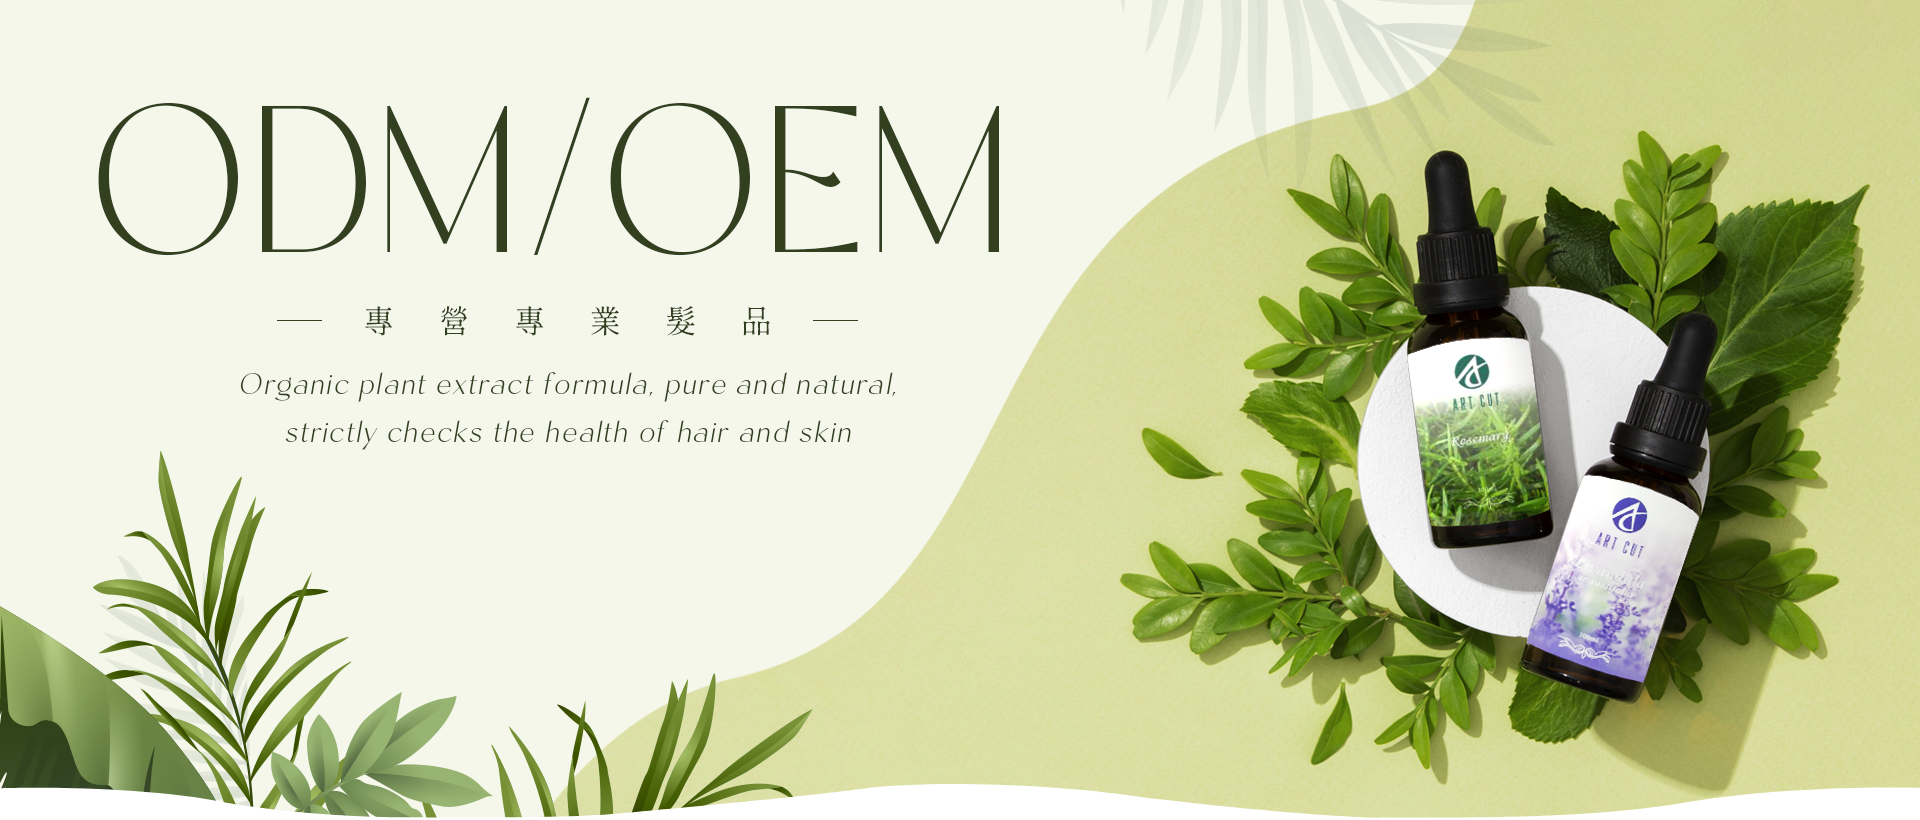 ODM/OEM
專營專業髮品
Organic plant extract formula, pure and natural,
strictly checks the health of hair and skin
ART CUT
Rosemary
ART CUT
100ml